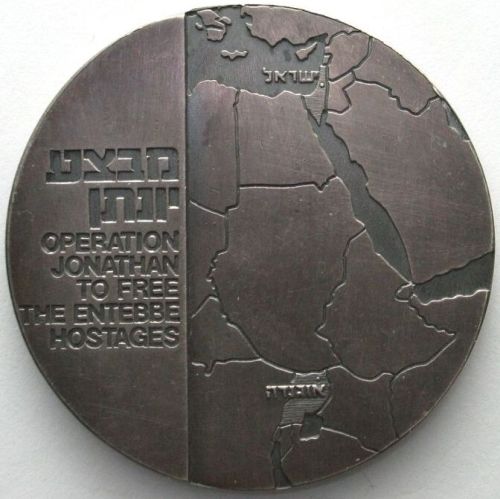 מבצע
יונתן
OPERATION
JONATHAN
TO FREE
THE ENTEBBE
HOSTAGES
ישראל
אוגנדה